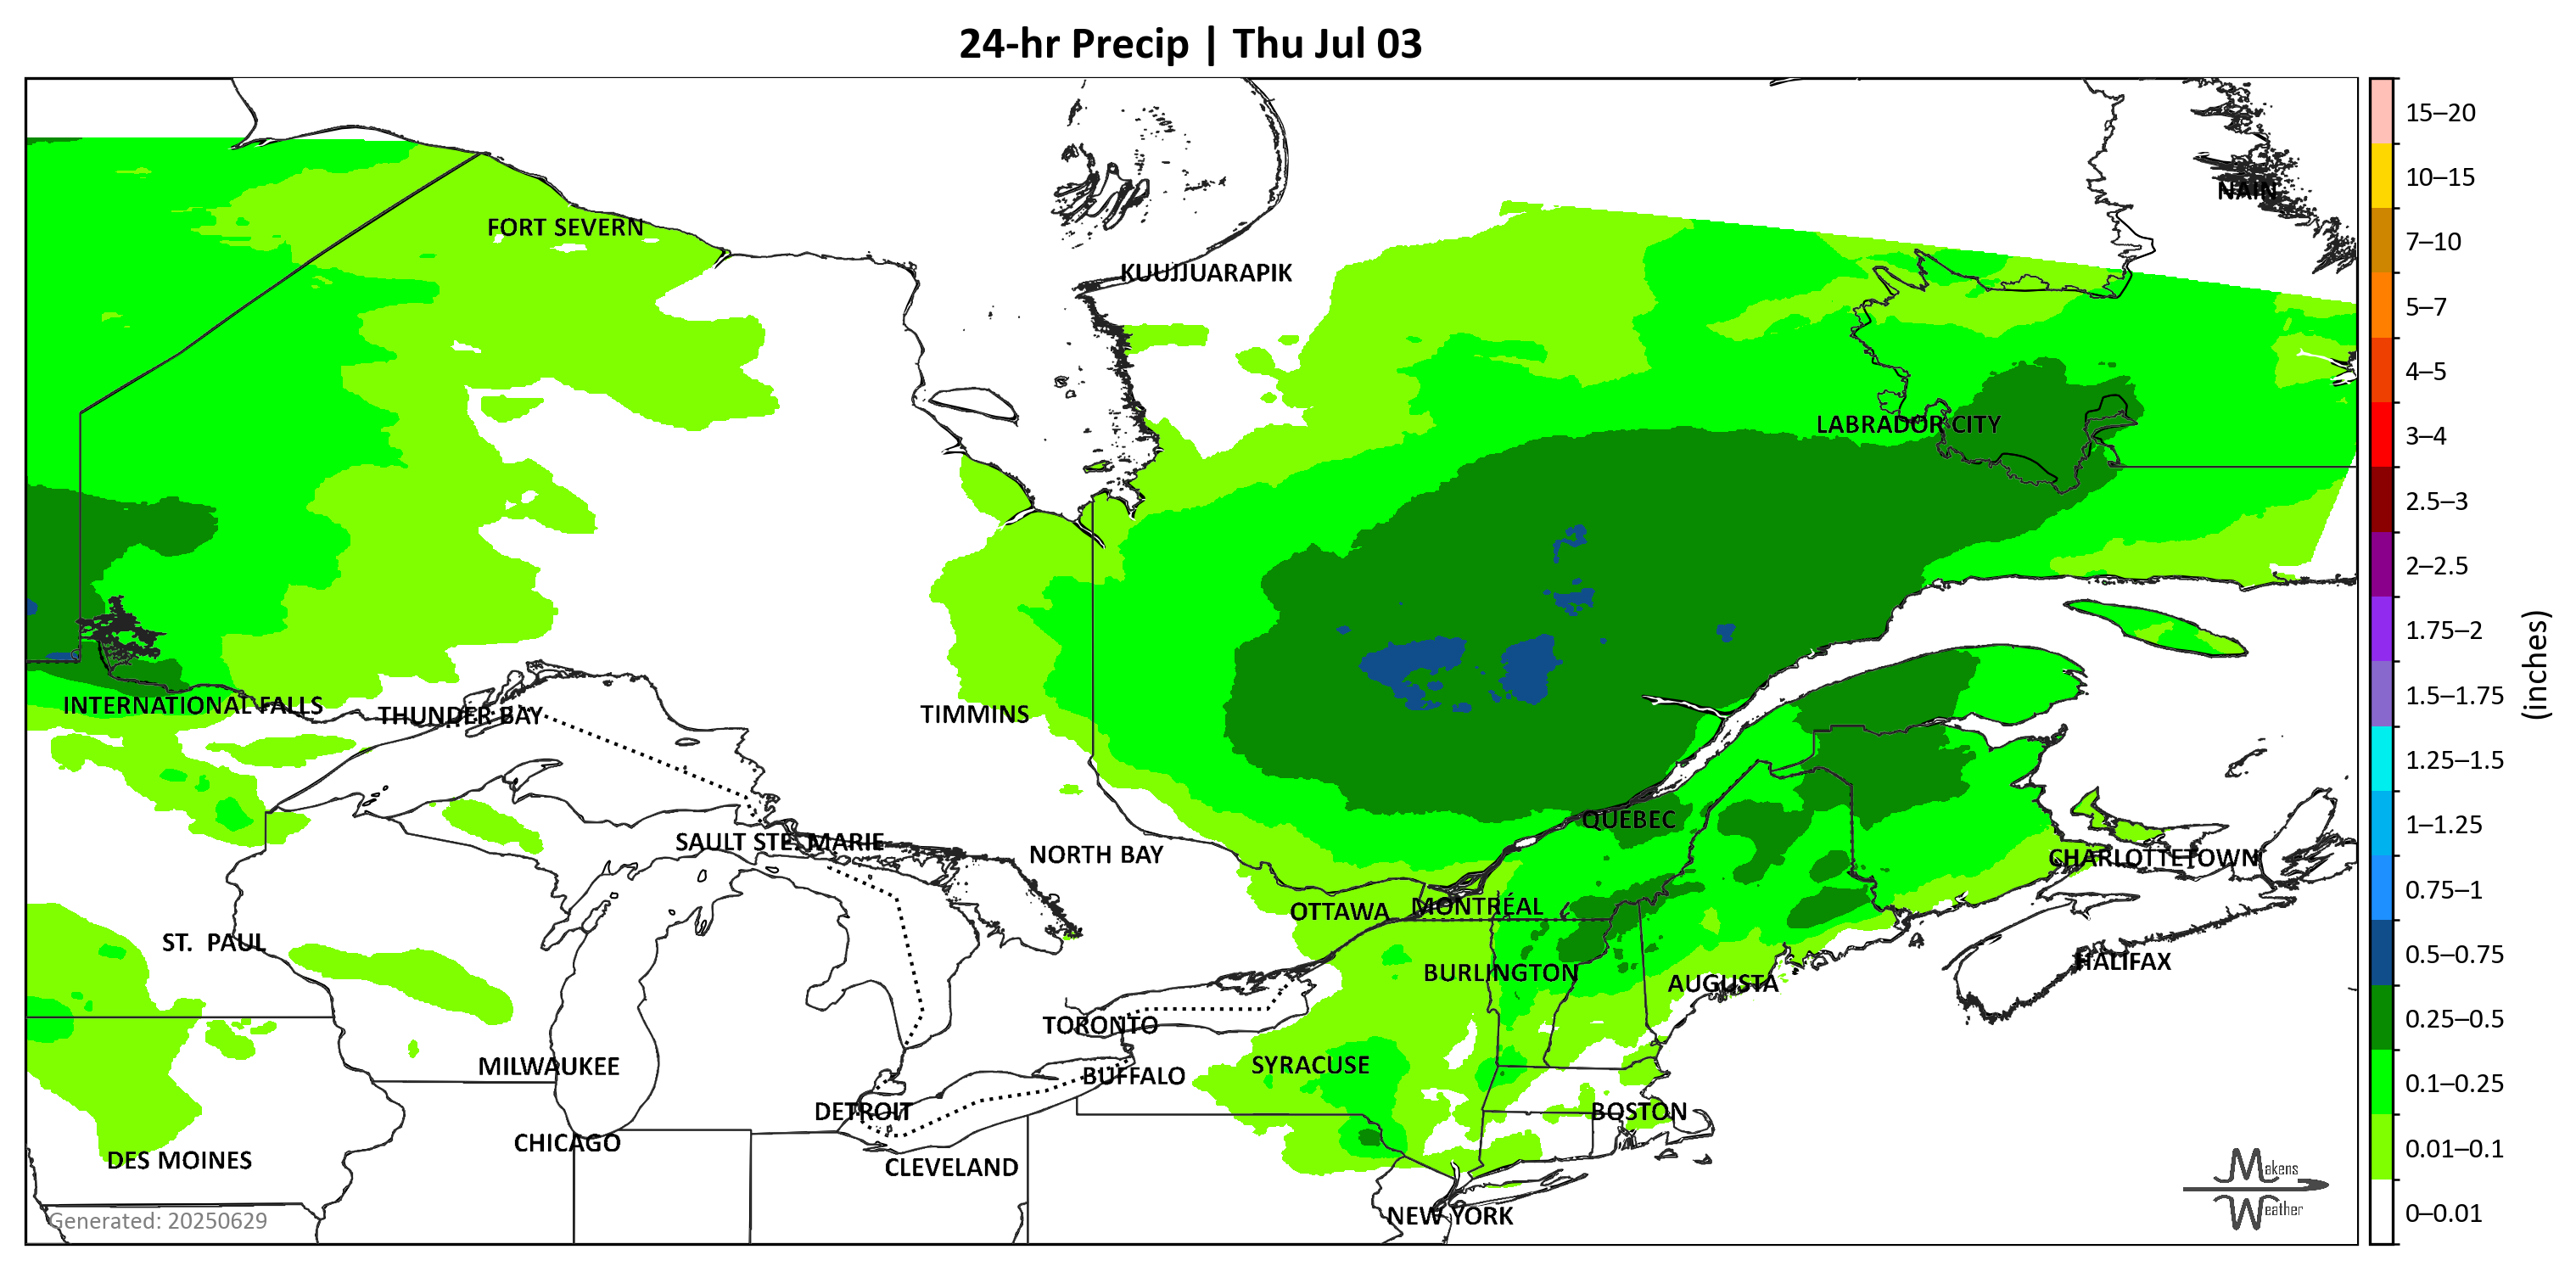 24-hr Precip | Thu Jul 03
15–20
10–15
NAIN
FORT SEVERN
7–10
KUUJJUARAPIK
5–7
4–5
LABRADOR CITY
3–4
2.5–3
2–2.5
1.75–2
(inches)
1.5–1.75
INTERNATIONAL FALLS
THUNDER BAY
TIMMINS
1.25–1.5
QUEBEC
1–1.25
SAULT STE. MARIE
NORTH BAY
CHARLOTTETOWN
0.75–1
OTTAWA
MONTRÉAL
ST. PAUL
0.5–0.75
HALIFAX
BURLINGTON
AUGUSTA
TORONTO
0.25–0.5
MILWAUKEE
SYRACUSE
BUFFALO
0.1–0.25
DETROIT
BOSTON
CHICAGO
0.01–0.1
DES MOINES
CLEVELAND
Makens
Weather
NEW YORK
0–0.01
Generated: 20250629